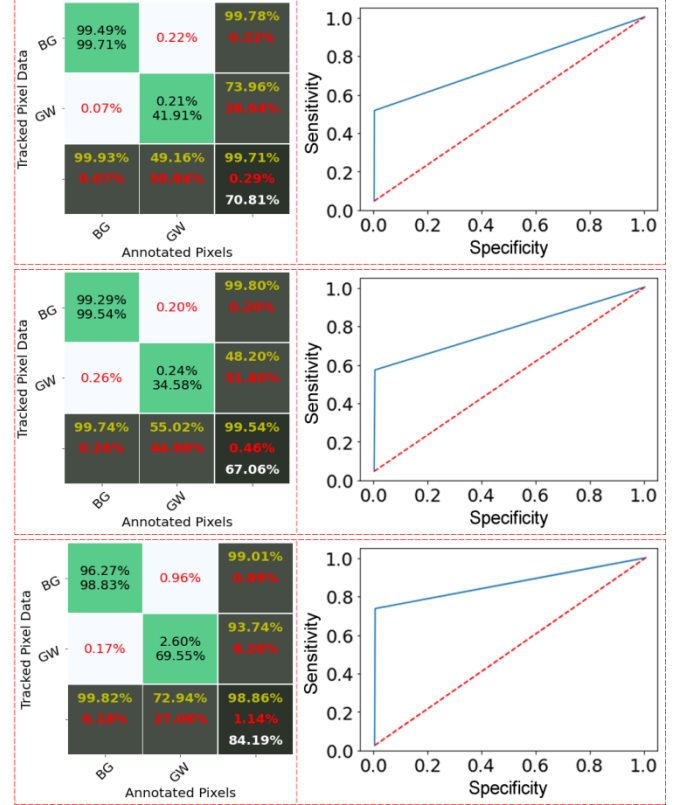 99.49%
99.71%
0.22%
99.78%
0.22%
0.07%
0.21%
41.91%
73.96%
26.04%
99.93%
0.07%
49.16%
50.84%
99.71%
0.29%
70.81%
BG
GW
Tracked Pixel Data
BG
GW
Annotated Pixels
Sensitivity
1.0
0.8
0.6
0.4
0.2
0.0
0.0 0.2 0.4 0.6 0.8 1.0
Specificity
99.29%
99.54%
0.20%
99.80%
0.20%
0.26%
0.24%
34.58%
48.20%
51.80%
99.74%
0.26%
55.02%
44.98%
99.54%
0.46%
67.06%
BG
GW
Tracked Pixel Data
BG
GW
Annotated Pixels
Sensitivity
1.0
0.8
0.6
0.4
0.2
0.0
0.0 0.2 0.4 0.6 0.8 1.0
Specificity
96.27%
98.83%
0.96%
99.01%
0.99%
0.17%
2.60%
69.55%
93.74%
6.26%
99.82%
0.18%
72.94%
27.06%
98.86%
1.14%
84.19%
BG
GW
Tracked Pixel Data
BG
GW
Annotated Pixels
Sensitivity
1.0
0.8
0.6
0.4
0.2
0.0
0.0 0.2 0.4 0.6 0.8 1.0
Specificity